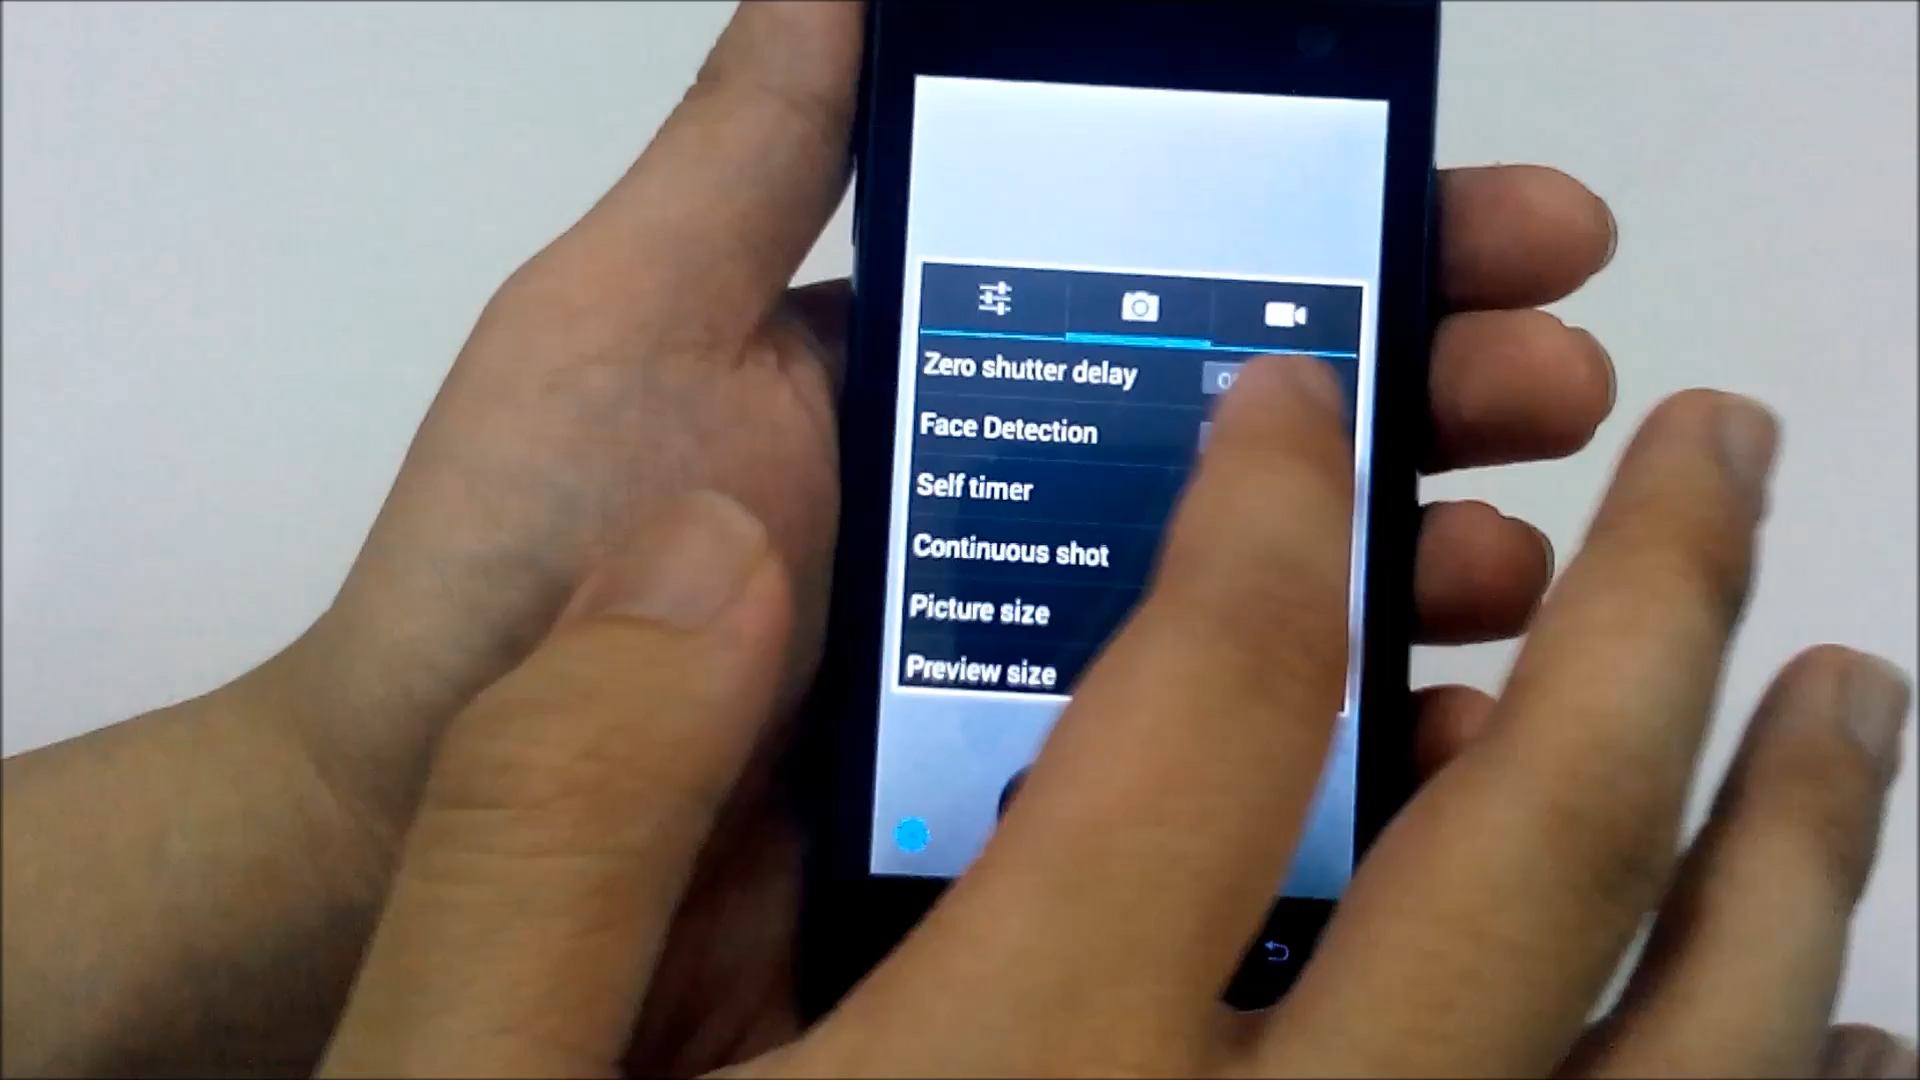 Zero shutter delay
Face Detection
Self timer
Continuous shot
Picture size
Preview size